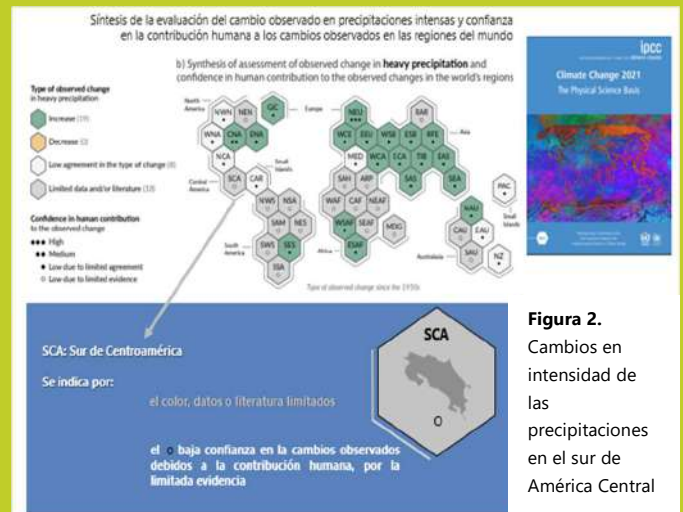 Síntesis de la evaluación del cambio observado en precipitaciones intensas y confianza
en la contribución humana a los cambios observados en las regiones del mundo
b) Synthesis of assessment of observed change in heavy precipitation and
confidence in human contribution to the observed changes in the world's regions
Type of observed change
in heavy precipitation
Increase (19)
Decrease (0)
Low agreement in the type of change (8)
Limited data and/or literature (18)
Confidence in human contribution
to the observed change
●●● High
●● Medium
● Low due to limited agreement
○ Low due to limited evidence
North
America
NWN NEN
GIC
Europe
WNA CNA ENA
NCA
Small
Islands
Central
America
SCA CAR
NWS NSA
SAM NES
South
America
SWS SES
SSA
NEU
RAR
WCE EEU WSB ESB RFE
Asia
MED WCA ECA TIB EAS
SAH ARP SAS SEA
WAF CAF NEAF
WSAF SEAF MDG
Africa
ESAF
PAC
Small
Islands
NAU
CAU EAU
Australasia
SAU NZ
Type of observed change since the 1950s
ipcc
Climate Change 2021
The Physical Science Basis
SCA: Sur de Centroamérica
Se indica por:
el color, datos o literatura limitados
el o baja confianza en la cambios observados
debidos a la contribución humana, por la
limitada evidencia
SCA
O
Figura 2.
Cambios en
intensidad de
las
precipitaciones
en el sur de
América Central